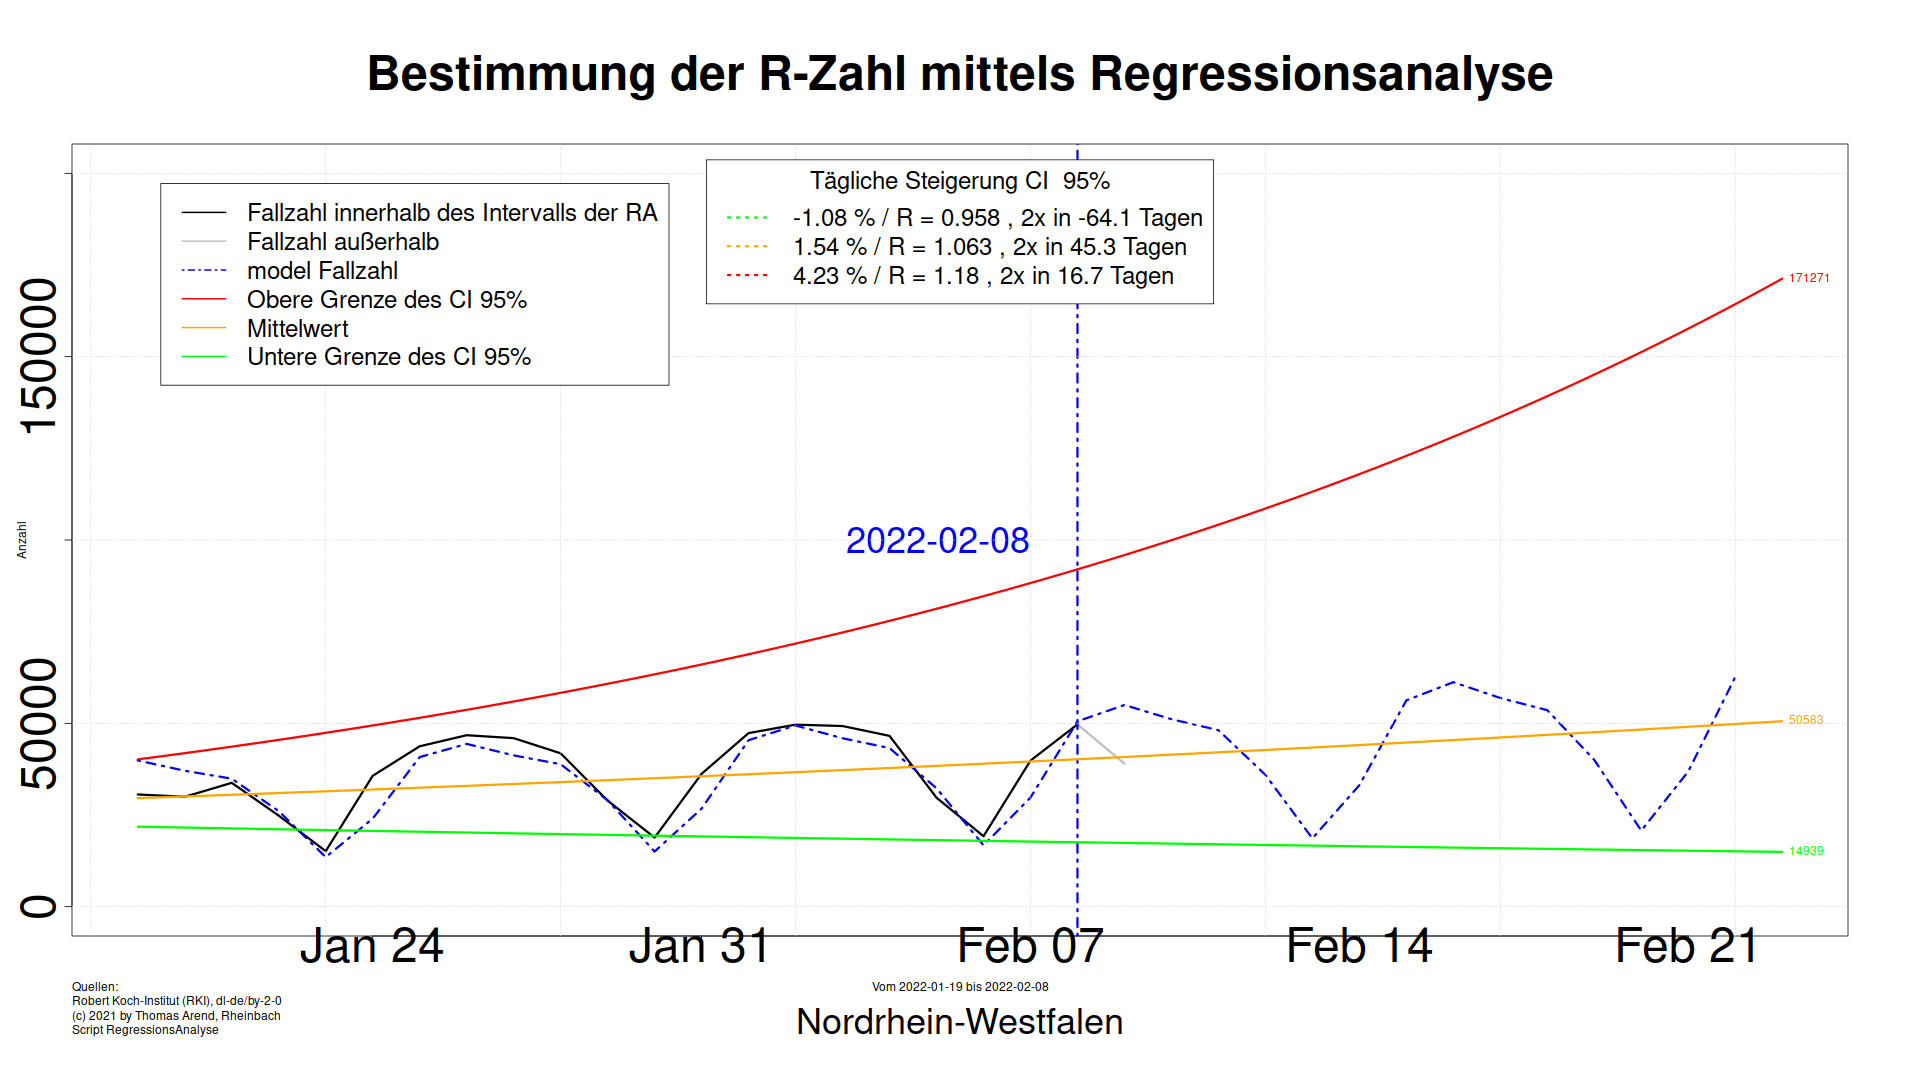 Bestimmung der R-Zahl mittels Regressionsanalyse
Fallzahl innerhalb des Intervalls der RA
Fallzahl außerhalb
model Fallzahl
Obere Grenze des CI 95%
Mittelwert
Untere Grenze des CI 95%
Tägliche Steigerung CI  95%
-1.08 % / R = 0.958 , 2x in -64.1 Tagen
1.54 % / R = 1.063 , 2x in 45.3 Tagen
4.23 % / R = 1.18 , 2x in 16.7 Tagen
171271
150000
Anzahl
2022-02-08
50000
50583
14939
0
Jan 24
Jan 31
Feb 07
Feb 14
Feb 21
Quellen:
Robert Koch-Institut (RKI), dl-de/by-2-0
(c) 2021 by Thomas Arend, Rheinbach
Script RegressionsAnalyse
Vom 2022-01-19 bis 2022-02-08
Nordrhein-Westfalen